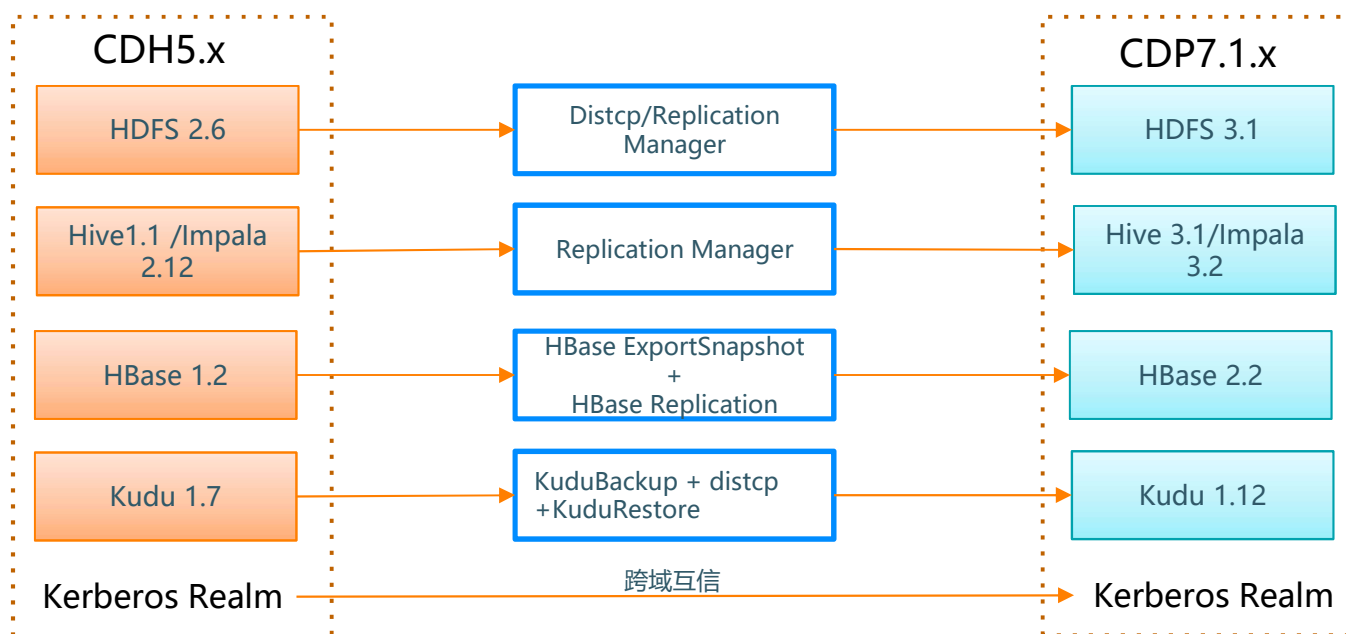 CDH5.x
CDP7.1.x
HDFS 2.6
Distcp/Replication
Manager
HDFS 3.1
Hive1.1 /Impala
2.12
Replication Manager
Hive 3.1/Impala
3.2
HBase 1.2
HBase ExportSnapshot
+
HBase Replication
HBase 2.2
Kudu 1.7
KuduBackup + distcp
+KuduRestore
Kudu 1.12
Kerberos Realm
跨域互信
Kerberos Realm